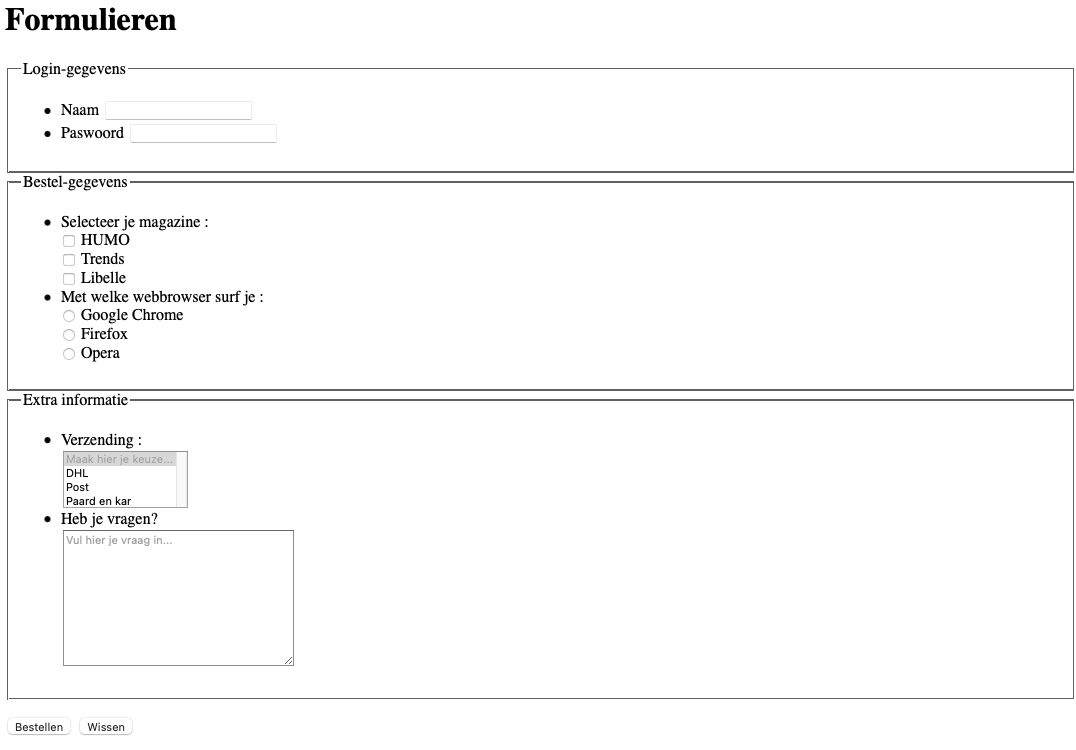 Formulieren
Login-gegevens
Naam
Paswoord
Bestel-gegevens
Selecteer je magazine :
HUMO
Trends
Libelle
Met welke webbrowser surf je :
Google Chrome
Firefox
Opera
Extra informatie
Verzending :
Maak hier je keuze...
DHL
Post
Paard en kar
Heb je vragen?
Vul hier je vraag in...
Bestellen Wissen